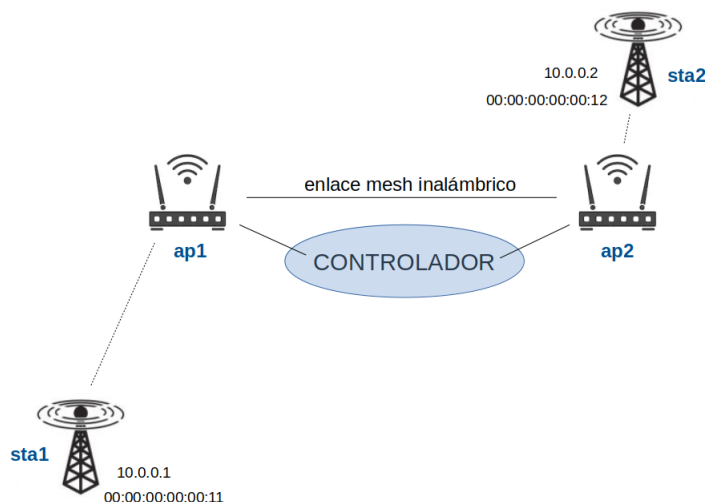 10.0.0.2
sta2
00:00:00:00:00:12
enlace mesh inalámbrico
ap1
ap2
CONTROLADOR
sta1
10.0.0.1
00:00:00:00:00:11